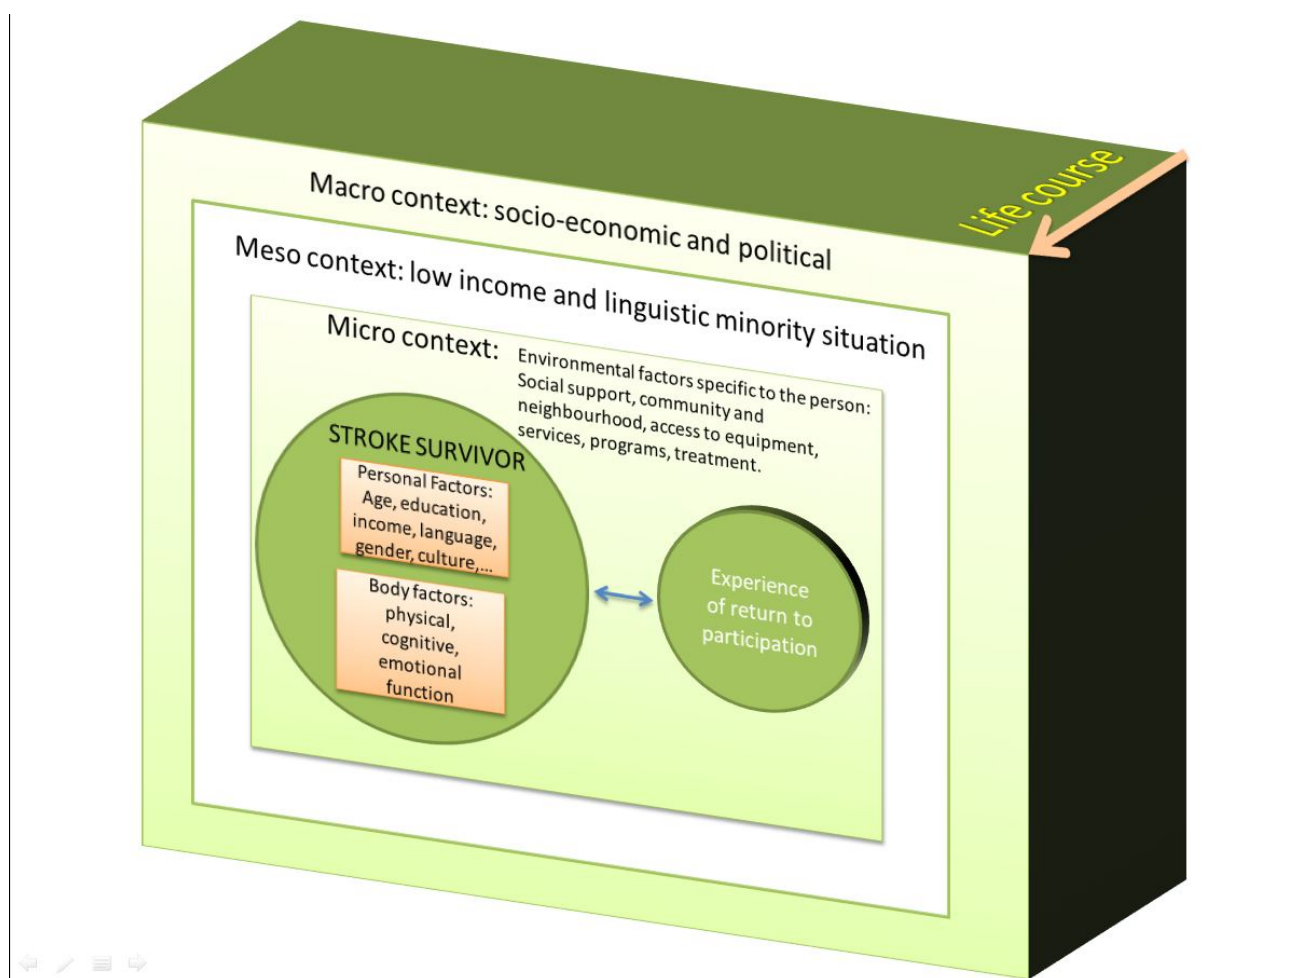 Life course
Macro context: socio-economic and political
Meso context: low income and linguistic minority situation
Micro context:
Environmental factors specific to the person:
Social support, community and
neighbourhood, access to equipment,
services, programs, treatment.
STROKE SURVIVOR
Personal Factors:
Age, education,
income, language,
gender, culture,...
Body factors:
physical,
cognitive,
emotional
function
Experience
of return to
participation